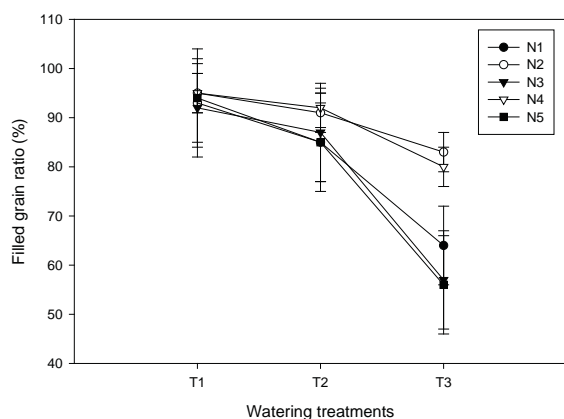 Filled grain ratio (%)
110
100
90
80
70
60
50
40
T1
T2
T3
Watering treatments
N1
N2
N3
N4
N5